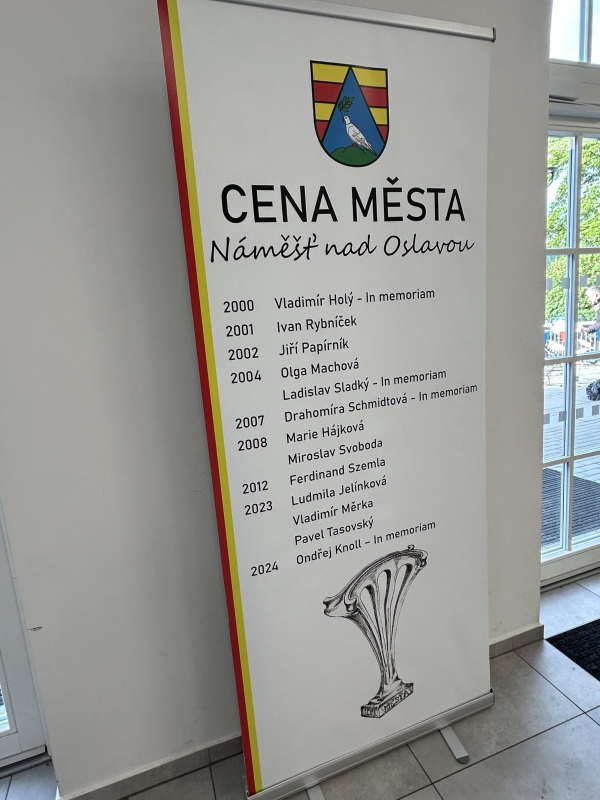 CENA MĚSTA
Náměšť nad Oslavou
2000 Vladimír Holý - In memoriam
2001 Ivan Rybníček
2002 Jiří Papírník
2004 Olga Machová
Ladislav Sladký - In memoriam
2007 Drahomíra Schmidtová - In memoriam
2008 Marie Hájková
Miroslav Svoboda
2012 Ferdinand Szemla
2023 Ludmila Jelínková
Vladimír Měrka
Pavel Tasovský
2024 Ondřej Knoll – In memoriam
MĚSTA